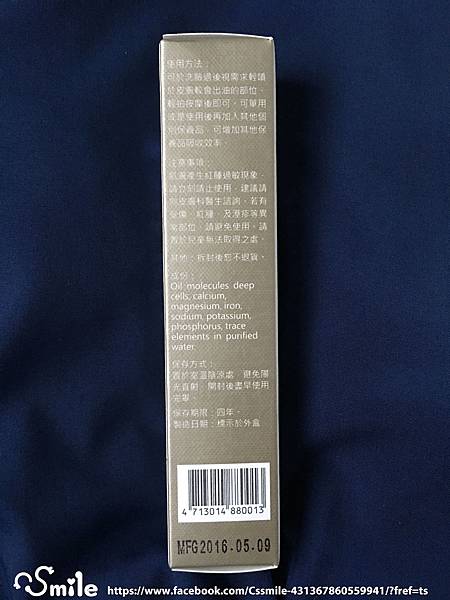 使用方法：
可於洗臉過後視需求輕噴
於皮膚較會出油的部位，
輕拍按摩後即可，可單用
或是使用後再加入其他個
別保養品，可增加其他保
養品吸收效率
注意事項：
肌膚產生紅腫過敏現象，
請立刻請止使用，建議請
到皮膚科醫生諮詢，若有
受傷、紅腫、及溼疹等異
常部位，請避免使用，請
置於兒童無法取得之處。
其他：拆封後恕不退貨。
成份：
Oil molecules deep
cells, calcium,
magnesium, iron,
sodium, potassium,
phosphorus, trace
elements in purified
water
保存方式：
置於室溫陰涼處，避免陽
光直射，開封後盡早使用
完畢。
保存期限：四年。
製造日期：標示於外盒
4 713014 880013
MFG2016.05.09
Smile https://www.facebook.com/Cssmile-431367860559941/?fref=ts